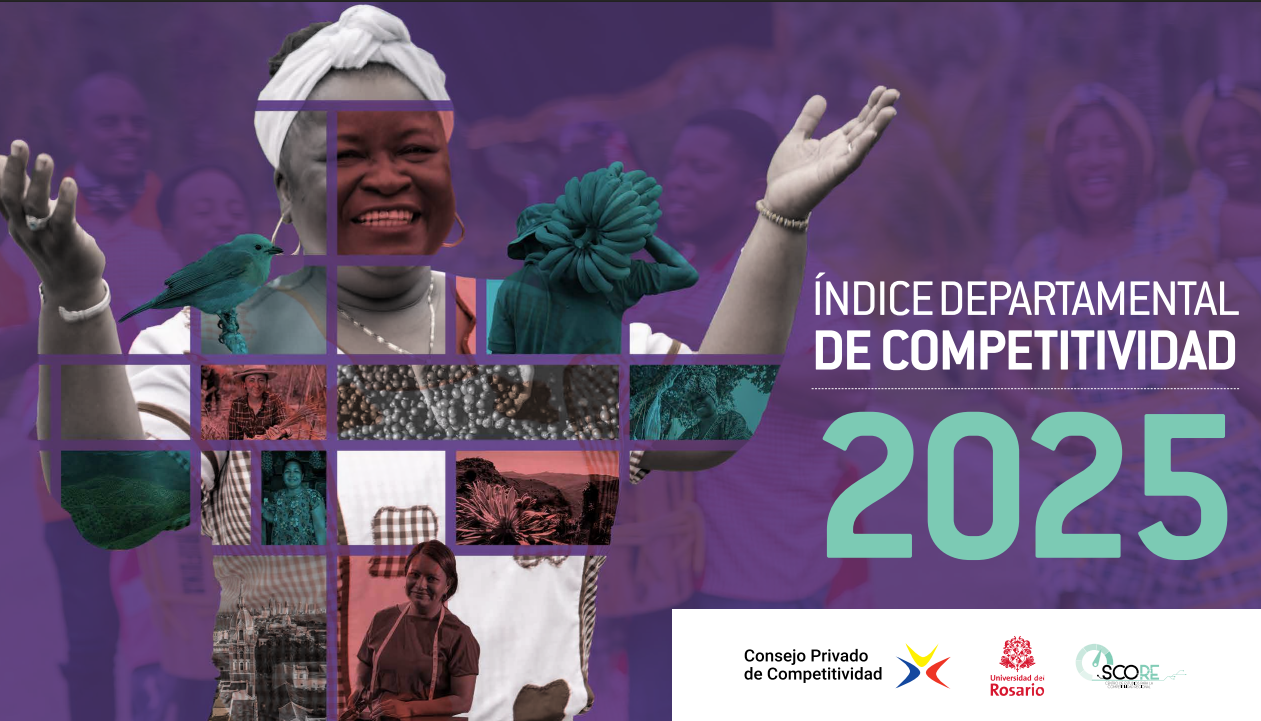 ÍNDICE DEPARTAMENTAL
DE COMPETITIVIDAD
2025
Consejo Privado
de Competitividad
Universidad del
Rosario
SCORE